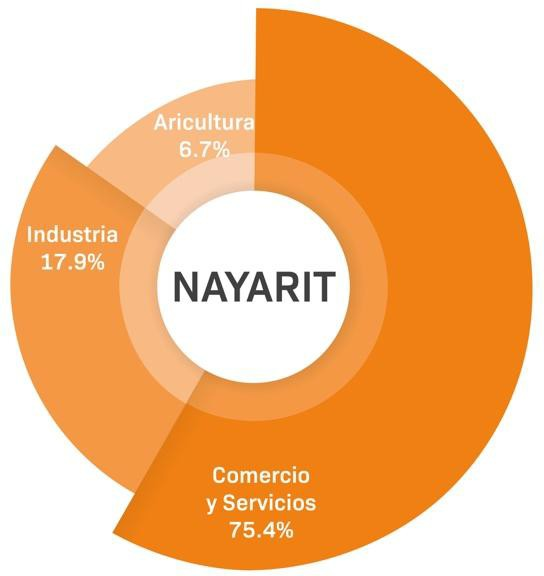 Aricultura
6.7%
Industria
17.9%
NAYARIT
Comercio
y Servicios
75.4%